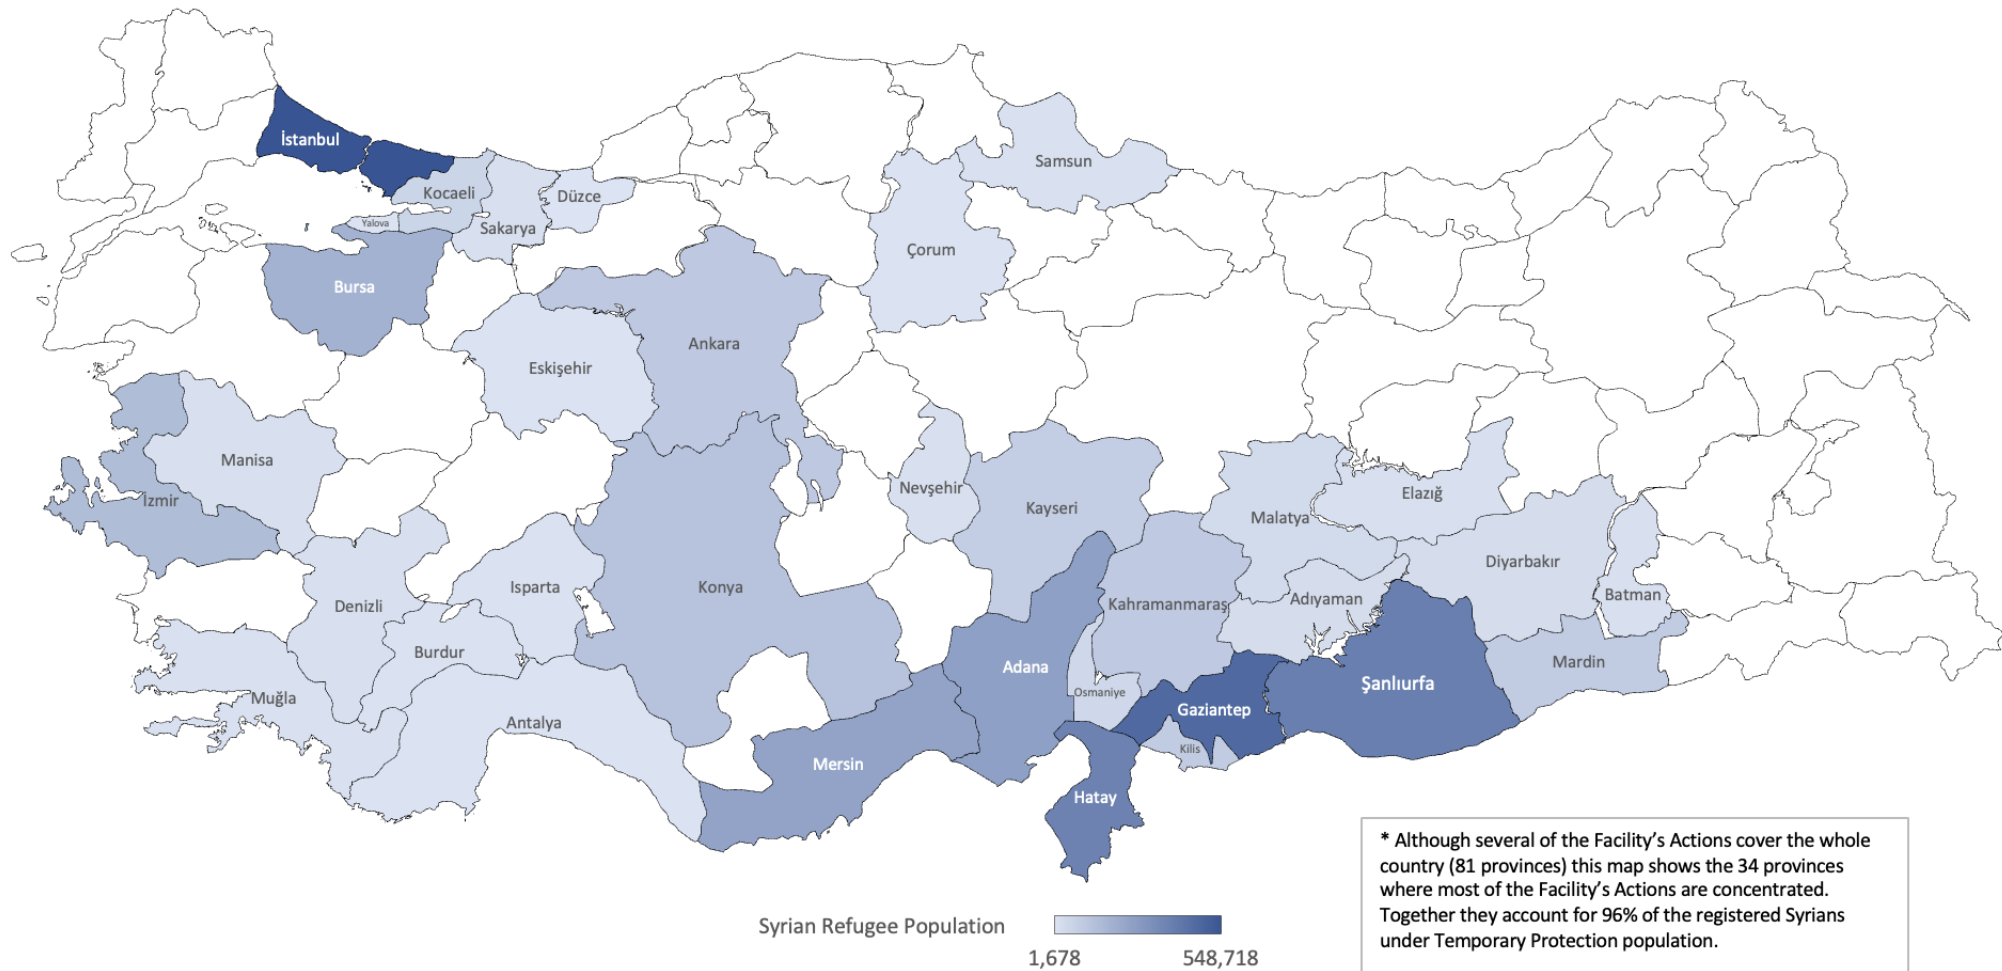 İstanbul
Samsun
Kocaeli
Düzce
Yalova
Sakarya
Çorum
Bursa
Ankara
Eskişehir
Manisa
Nevşehir
Elazığ
İzmir
Kayseri
Malatya
Diyarbakır
Isparta
Konya
Batman
Adıyaman
Denizli
Kahramanmaraş
Burdur
Mardin
Adana
Şanlıurfa
Osmaniye
Muğla
Gaziantep
Antalya
Kilis
Mersin
Hatay
* Although several of the Facility's Actions cover the whole
country (81 provinces) this map shows the 34 provinces
where most of the Facility's Actions are concentrated.
Together they account for 96% of the registered Syrians
under Temporary Protection population.
Syrian Refugee Population
1,678
548,718